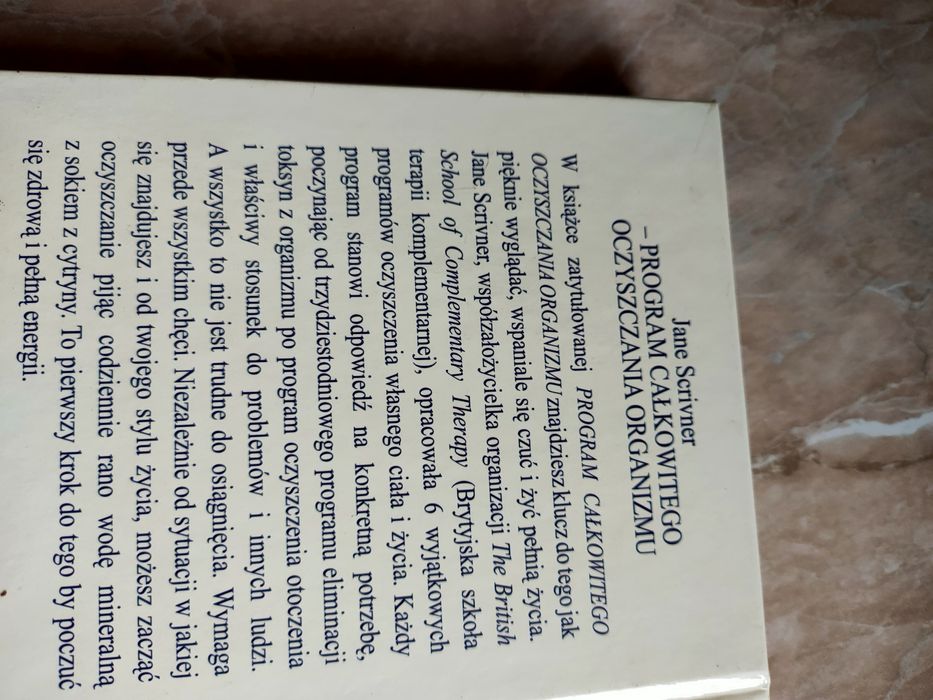 Jane Scrivner
– PROGRAM CAŁKOWITEGO
OCZYSZCZANIA ORGANIZMU
W książce zatytułowanej PROGRAM CAŁKOWITEGO
OCZYSZCZANIA ORGANIZMU znajdziesz klucz do tego jak
pięknie wyglądać, wspaniale się czuć i żyć pełnią życia.
Jane Scrivner, współzałożycielka organizacji The British
School of Complementary Therapy (Brytyjska szkoła
terapii komplementarnej), opracowała 6 wyjątkowych
programów oczyszczenia własnego ciała i życia. Każdy
program stanowi odpowiedź na konkretną potrzebę,
poczynając od trzydziestodniowego programu eliminacji
toksyn z organizmu po program oczyszczenia otoczenia
i właściwy stosunek do problemów i innych ludzi.
A wszystko to nie jest trudne do osiągnięcia. Wymaga
przede wszystkim chęci. Niezależnie od sytuacji w jakiej
się znajdujesz i od twojego stylu życia, możesz zacząć
oczyszczanie pijąc codziennie rano wodę mineralną
z sokiem z cytryny. To pierwszy krok do tego by poczuć
się zdrową i pełną energii.